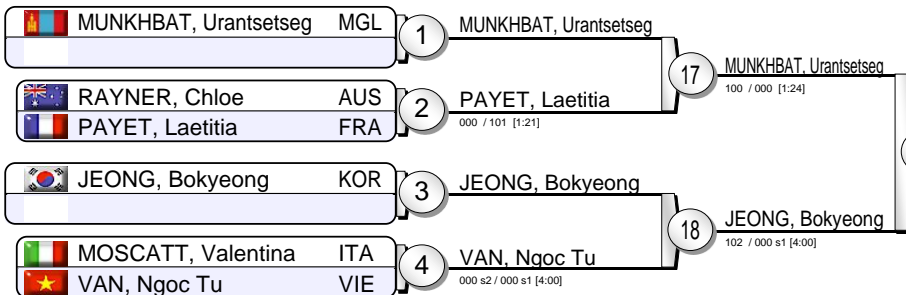 MUNKHBAT, Urantsetseg MGL
1
MUNKHBAT, Urantsetseg
RAYNER, Chloe AUS
PAYET, Laetitia FRA
2
PAYET, Laetitia
000 / 101 [1:21]
17
MUNKHBAT, Urantsetseg
100 / 000 [1:24]
JEONG, Bokyeong KOR
3
JEONG, Bokyeong
MOSCATT, Valentina ITA
VAN, Ngoc Tu VIE
4
VAN, Ngoc Tu
000 s2 / 000 s1 [4:00]
18
JEONG, Bokyeong
102 / 000 s1 [4:00]